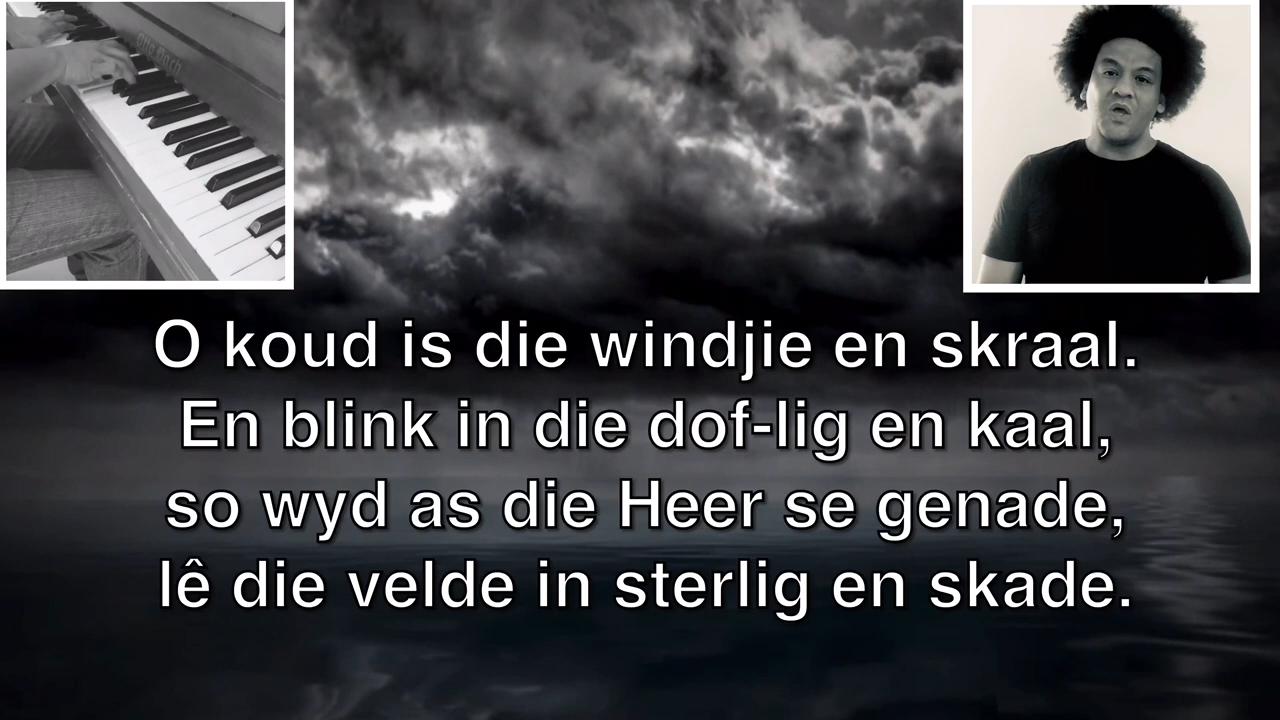 O koud is die windjie en skraal.
En blink in die dof-lig en kaal,
so wyd as die Heer se genade,
lê die velde in sterlig en skade.